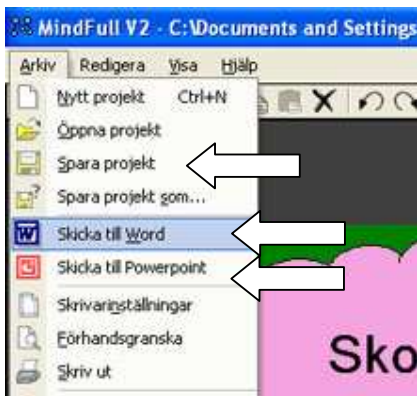 MindFull V2 - C:\Documents and Settings
Arkiv Redigera Visa Hjälp
Nytt projekt Ctrl+N
Öppna projekt
Spara projekt
Spara projekt som...
Skicka till Word
Skicka till Powerpoint
Skrivarinställningar
Förhandsgranska
Skriv ut
Sko